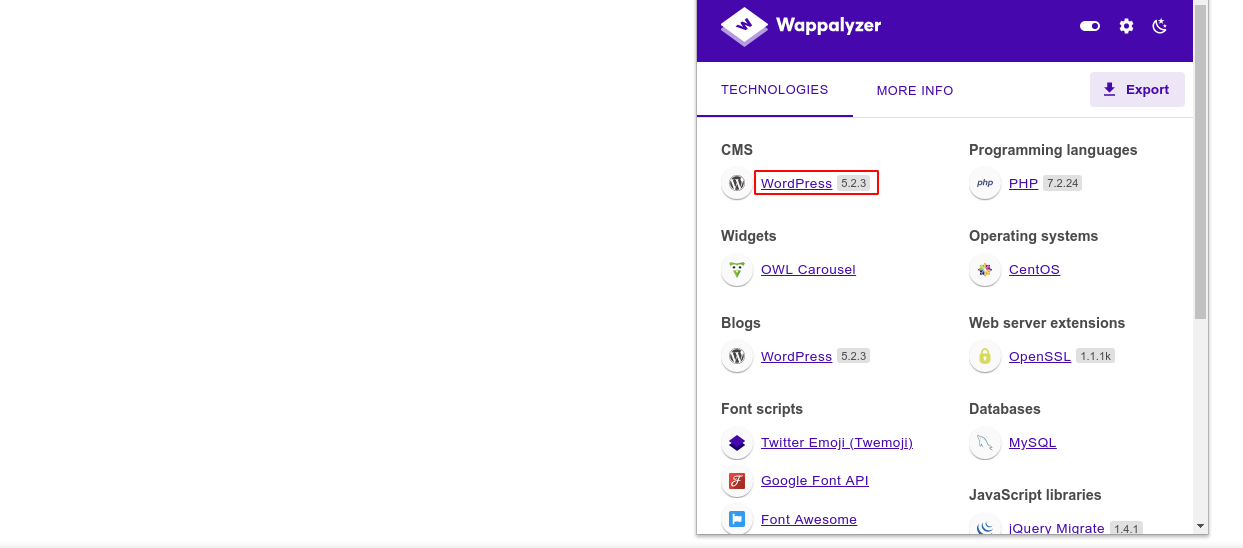 Wappalyzer
TECHNOLOGIES
MORE INFO
Export
CMS
WordPress 5.2.3
Widgets
OWL Carousel
Blogs
WordPress 5.2.3
Font scripts
Twitter Emoji (Twemoji)
Google Font API
Font Awesome
Programming languages
php PHP 7.2.24
Operating systems
CentOS
Web server extensions
OpenSSL 1.1.1k
Databases
MySQL
JavaScript libraries
jQuery Migrate 1.4.1